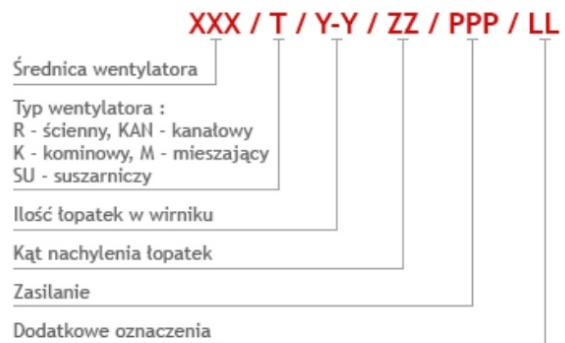 XXX / T / Y-Y / ZZ / PPP / LL
Średnica wentylatora
Typ wentylatora :
R - ścienny, KAN - kanałowy
K - kominowy, M - mieszający
SU - suszarniczy
Ilość łopatek w wirniku
Kąt nachylenia łopatek
Zasilanie
Dodatkowe oznaczenia